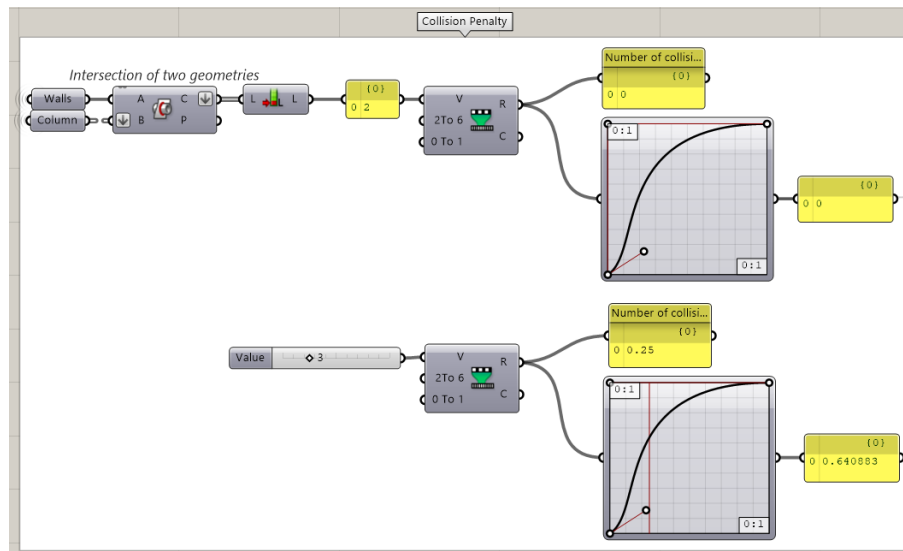 Collision Penalty
Intersection of two geometries
Walls
Column
A
B
C
P
L
L
{0}
0 2
V
2To 6
0 To 1
R
C
Number of collisi...
{0}
0 0
0:1
0:1
{0}
0 0
Value
3
V
2To 6
0 To 1
R
C
Number of collisi...
{0}
0 0.25
0:1
0:1
{0}
0 0.640883